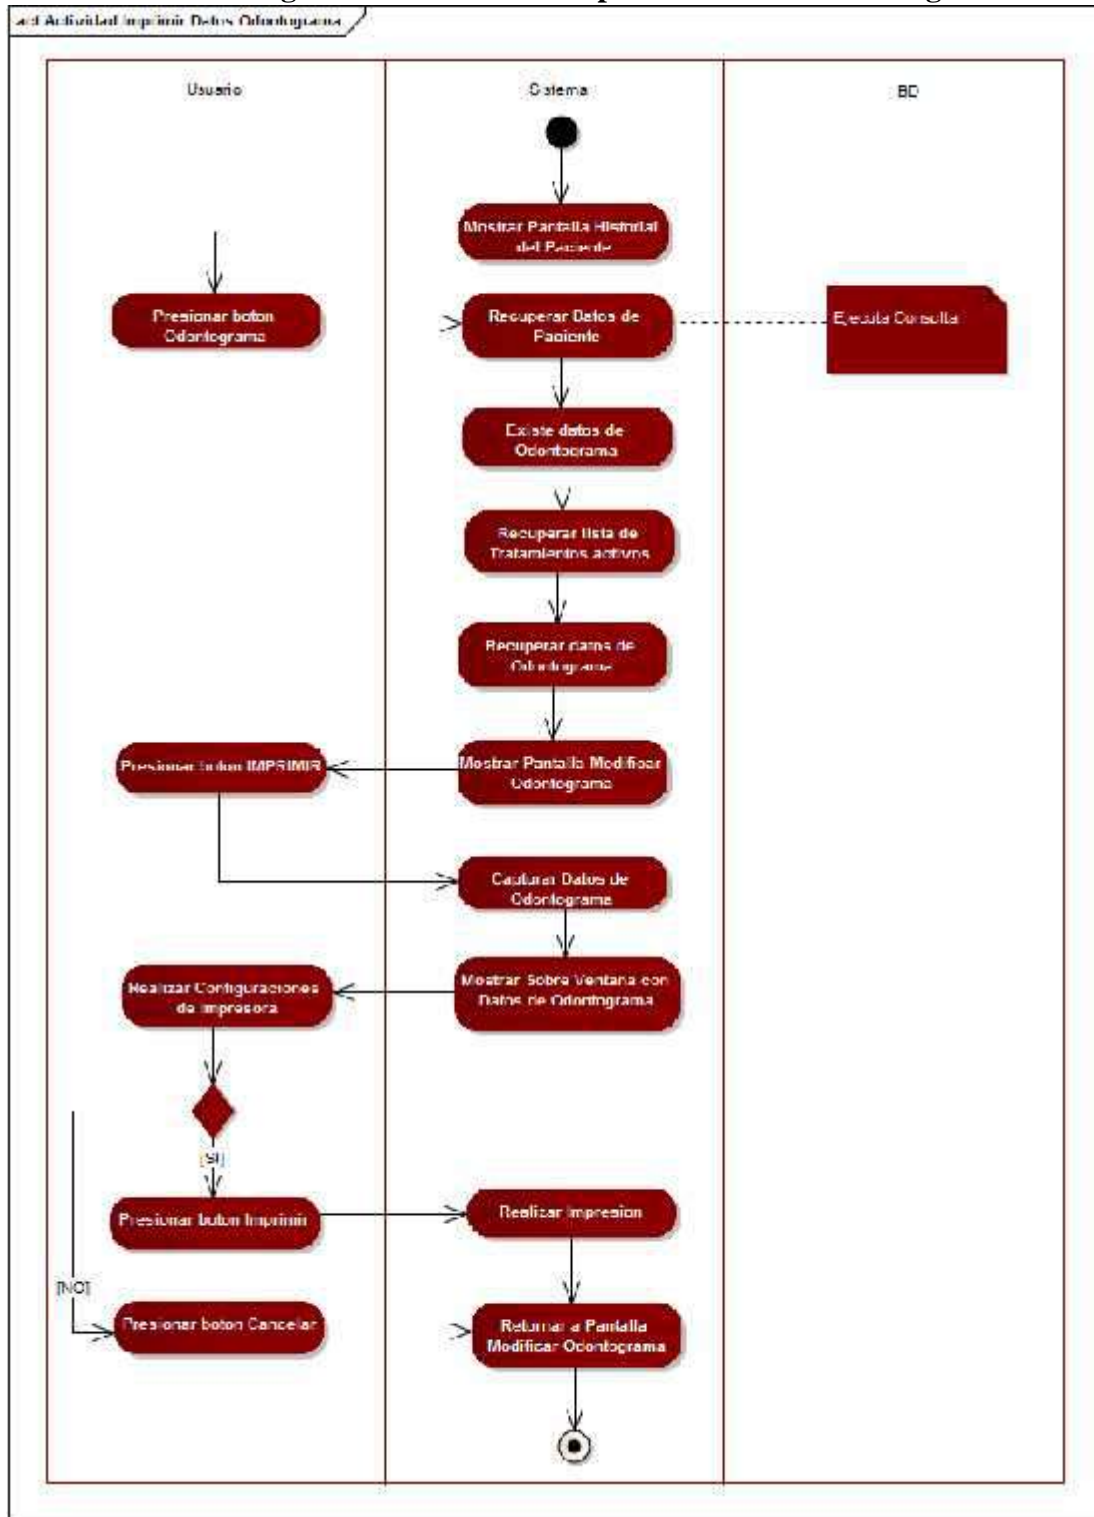 act Actividad Imprimir Datos Odontograma
Usuario
Sistema
BD
Mostrar Pantalla Historial
del Paciente
Presionar boton
Odontograma
Recuperar Datos de
Paciente
Ejecuta Consulta
Existe datos de
Odontograma
Recuperar lista de
Tratamientos activos
Recuperar datos de
Odontograma
Presionar boton IMPRIMIR
Mostrar Pantalla Modificar
Odontograma
Capturar Datos de
Odontograma
Realizar Configuraciones
de Impresora
Mostrar Sobre Ventana con
Datos de Odontograma
[SI]
Presionar boton Imprimir
Realizar Impresion
[NO]
Presionar boton Cancelar
Retornar a Pantalla
Modificar Odontograma